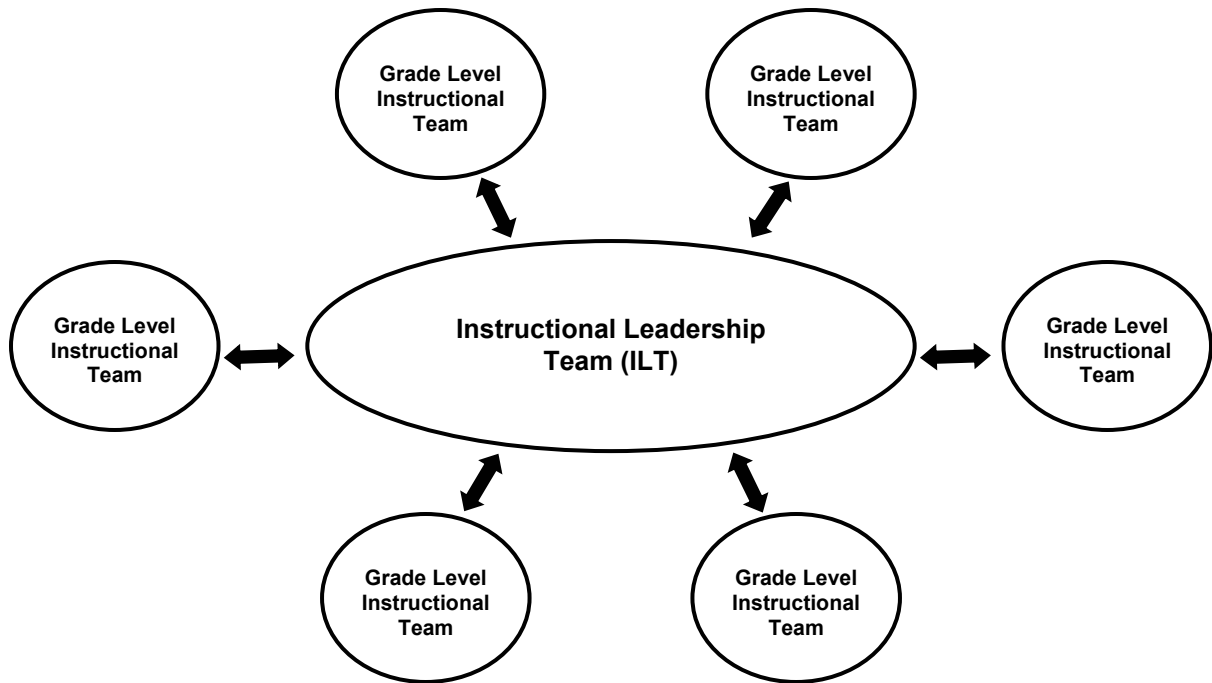 Grade Level
Instructional
Team
Grade Level
Instructional
Team
Grade Level
Instructional
Team
Instructional Leadership
Team (ILT)
Grade Level
Instructional
Team
Grade Level
Instructional
Team
Grade Level
Instructional
Team